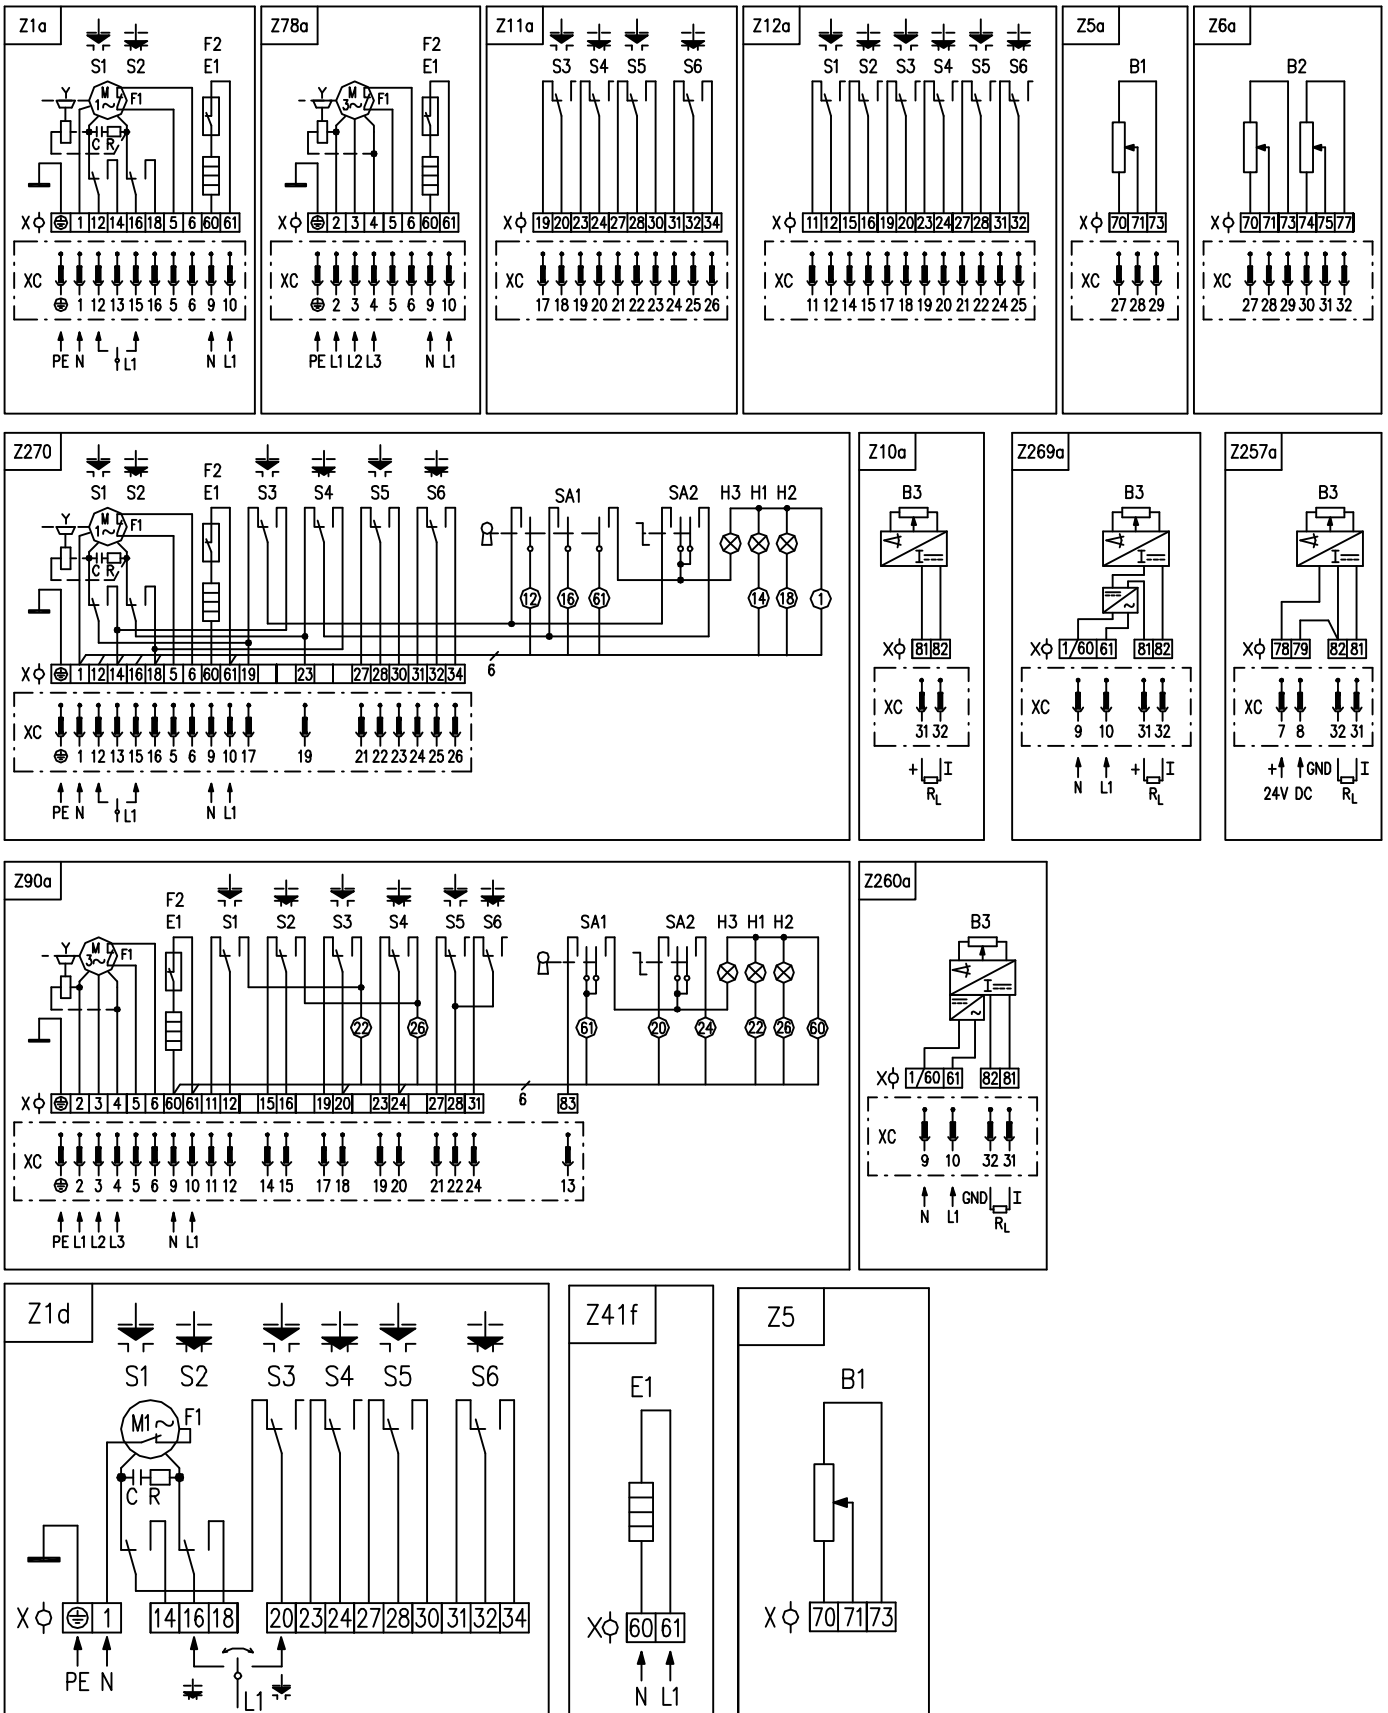 Z1a
S1 S2 F2
E1
Y M 1~ F1
C R
X 1 12 14 16 18 5 6 60 61
XC
1 12 13 15 16 5 6 9 10
PE N L1 N L1
Z78a
F2
E1
Y M 3~ F1
X 2 3 4 5 6 60 61
XC
2 3 4 5 6 9 10
PE L1 L2 L3 N L1
Z11a
S3 S4 S5 S6
X 19 20 23 24 27 28 30 31 32 34
XC
17 18 19 20 21 22 23 24 25 26
Z12a
S1 S2 S3 S4 S5 S6
X 11 12 15 16 19 20 23 24 27 28 31 32
XC
11 12 14 15 17 18 19 20 21 22 24 25
Z5a
B1
X 70 71 73
XC
27 28 29
Z6a
B2
X 70 71 73 74 75 77
XC
27 28 29 30 31 32
Z270
S1 S2 F2
E1 S3 S4 S5 S6 SA1 SA2 H3 H1 H2
Y M 1~ F1
C R
12 16 61 14 18 1
X 1 12 14 16 18 5 6 60 61 19 23 27 28 30 31 32 34 6
XC
1 12 13 15 16 5 6 9 10 17 19 21 22 23 24 25 26
PE N L1 N L1
Z10a
B3
I
X 81 82
XC
31 32
+ I
RL
Z269a
B3
I
~
X 1/60 61 81 82
XC
9 10 31 32
N L1 + I
RL
Z257a
B3
I
X 78 79 82 81
XC
7 8 32 31
+ GND I
24V DC RL
Z90a
F2
E1 S1 S2 S3 S4 S5 S6 SA1 SA2 H3 H1 H2
Y M 3~ F1
22 26 61 20 24 22 26 60
X 2 3 4 5 6 60 61 11 12 15 16 19 20 23 24 27 28 31 6 83
XC
2 3 4 5 6 9 10 11 12 14 15 17 18 19 20 21 22 24 13
PE L1 L2 L3 N L1
Z260a
B3
I
~
X 1/60 61 82 81
XC
9 10 32 31
N L1 GND I
RL
Z1d
S1 S2 S3 S4 S5 S6
M1 ~ F1
C R
X 1 14 16 18 20 23 24 27 28 30 31 32 34
PE N L1
Z41f
E1
X 60 61
N L1
Z5
B1
X 70 71 73